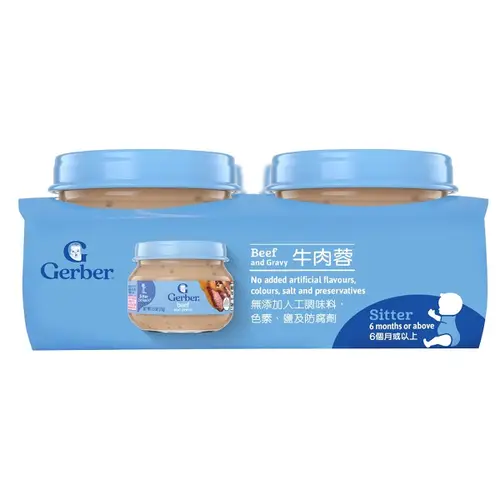 Gerber
Gerber
beef
Beef
and Gravy
牛肉蓉
No added artificial flavours,
colours, salt and preservatives
無添加人工調味料，
色素、鹽及防腐劑
Sitter
6 months or above
6個月或以上